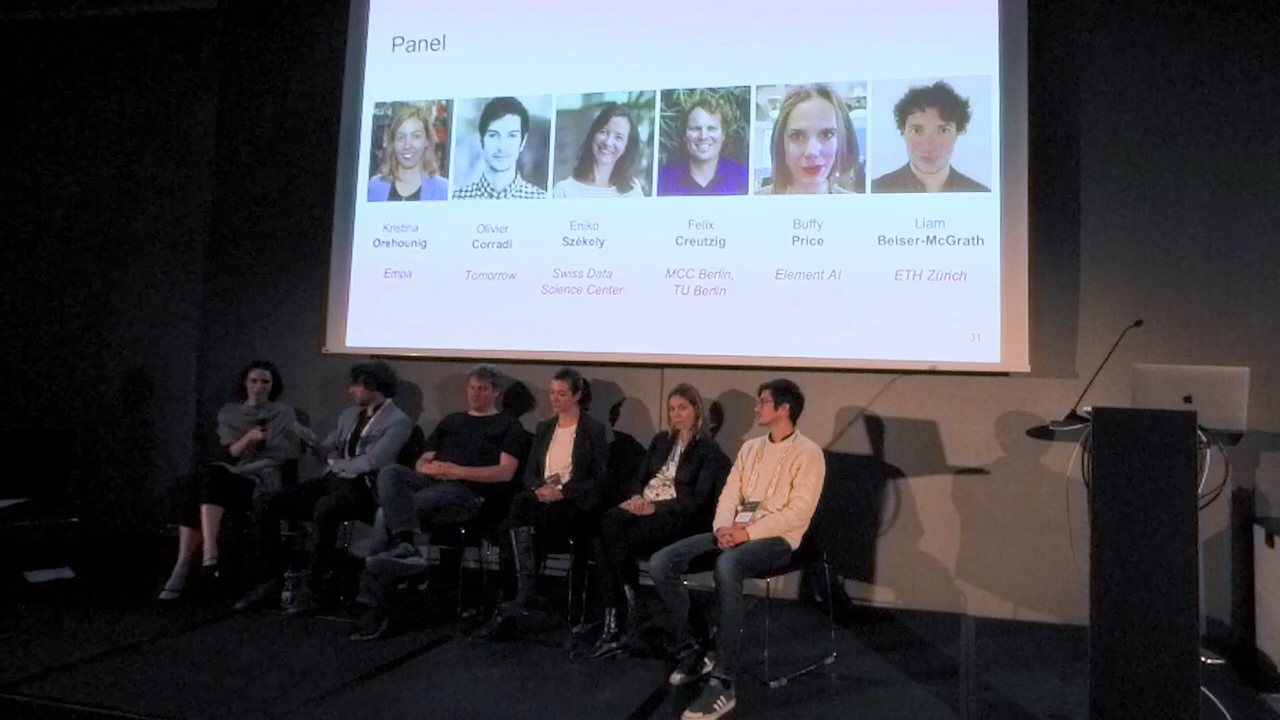 Panel
Kristina
Orehounig
Empa
Olivier
Corradi
Tomorrow
Eniko
Székely
Swiss Data
Science Center
Felix
Creutzig
MCC Berlin,
TU Berlin
Buffy
Price
Element AI
Liam
Beiser-McGrath
ETH Zürich
31